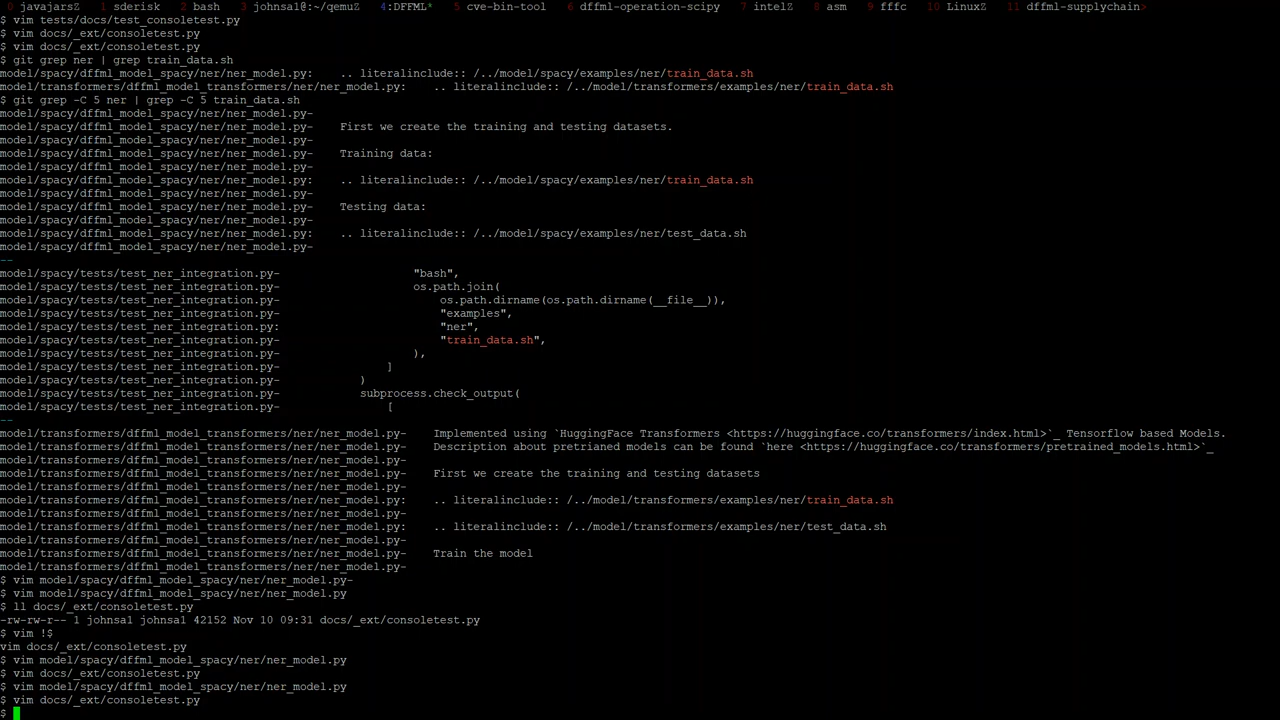 0 javajarsZ  1 sderisk  2 bash  3 johnsa1@:~/qemuZ  4:DFFML*  5 cve-bin-tool  6 dffml-operation-scipy  7 intelZ  8 asm  9 fffc  10 LinuxZ  11 dffml-supplychain>
$ vim tests/docs/test_consoletest.py
$ vim docs/_ext/consoletest.py
$ vim docs/_ext/consoletest.py
$ git grep ner | grep train_data.sh
model/spacy/dffml_model_spacy/ner/ner_model.py:    .. literalinclude:: /../model/spacy/examples/ner/train_data.sh
model/transformers/dffml_model_transformers/ner/ner_model.py:    .. literalinclude:: /../model/transformers/examples/ner/train_data.sh
$ git grep -C 5 ner | grep -C 5 train_data.sh
model/spacy/dffml_model_spacy/ner/ner_model.py-
model/spacy/dffml_model_spacy/ner/ner_model.py-    First we create the training and testing datasets.
model/spacy/dffml_model_spacy/ner/ner_model.py-
model/spacy/dffml_model_spacy/ner/ner_model.py-    Training data:
model/spacy/dffml_model_spacy/ner/ner_model.py-
model/spacy/dffml_model_spacy/ner/ner_model.py:    .. literalinclude:: /../model/spacy/examples/ner/train_data.sh
model/spacy/dffml_model_spacy/ner/ner_model.py-
model/spacy/dffml_model_spacy/ner/ner_model.py-    Testing data:
model/spacy/dffml_model_spacy/ner/ner_model.py-
model/spacy/dffml_model_spacy/ner/ner_model.py:    .. literalinclude:: /../model/spacy/examples/ner/test_data.sh
model/spacy/dffml_model_spacy/ner/ner_model.py-
--
model/spacy/tests/test_ner_integration.py-                    "bash",
model/spacy/tests/test_ner_integration.py-                    os.path.join(
model/spacy/tests/test_ner_integration.py-                        os.path.dirname(os.path.dirname(__file__)),
model/spacy/tests/test_ner_integration.py-                        "examples",
model/spacy/tests/test_ner_integration.py:                        "ner",
model/spacy/tests/test_ner_integration.py-                        "train_data.sh",
model/spacy/tests/test_ner_integration.py-                    ),
model/spacy/tests/test_ner_integration.py-                ]
model/spacy/tests/test_ner_integration.py-            )
model/spacy/tests/test_ner_integration.py-            subprocess.check_output(
model/spacy/tests/test_ner_integration.py-                [
--
model/transformers/dffml_model_transformers/ner/ner_model.py-    Implemented using `HuggingFace Transformers <https://huggingface.co/transformers/index.html>`_ Tensorflow based Models.
model/transformers/dffml_model_transformers/ner/ner_model.py-    Description about pretrianed models can be found `here <https://huggingface.co/transformers/pretrained_models.html>`_
model/transformers/dffml_model_transformers/ner/ner_model.py-
model/transformers/dffml_model_transformers/ner/ner_model.py-    First we create the training and testing datasets
model/transformers/dffml_model_transformers/ner/ner_model.py-
model/transformers/dffml_model_transformers/ner/ner_model.py:    .. literalinclude:: /../model/transformers/examples/ner/train_data.sh
model/transformers/dffml_model_transformers/ner/ner_model.py-
model/transformers/dffml_model_transformers/ner/ner_model.py:    .. literalinclude:: /../model/transformers/examples/ner/test_data.sh
model/transformers/dffml_model_transformers/ner/ner_model.py-
model/transformers/dffml_model_transformers/ner/ner_model.py-    Train the model
model/transformers/dffml_model_transformers/ner/ner_model.py-
$ vim model/spacy/dffml_model_spacy/ner/ner_model.py-
$ vim model/spacy/dffml_model_spacy/ner/ner_model.py
$ ll docs/_ext/consoletest.py
-rw-rw-r-- 1 johnsa1 johnsa1 42152 Nov 10 09:31 docs/_ext/consoletest.py
$ vim !$
vim docs/_ext/consoletest.py
$ vim model/spacy/dffml_model_spacy/ner/ner_model.py
$ vim docs/_ext/consoletest.py
$ vim model/spacy/dffml_model_spacy/ner/ner_model.py
$ vim docs/_ext/consoletest.py
$